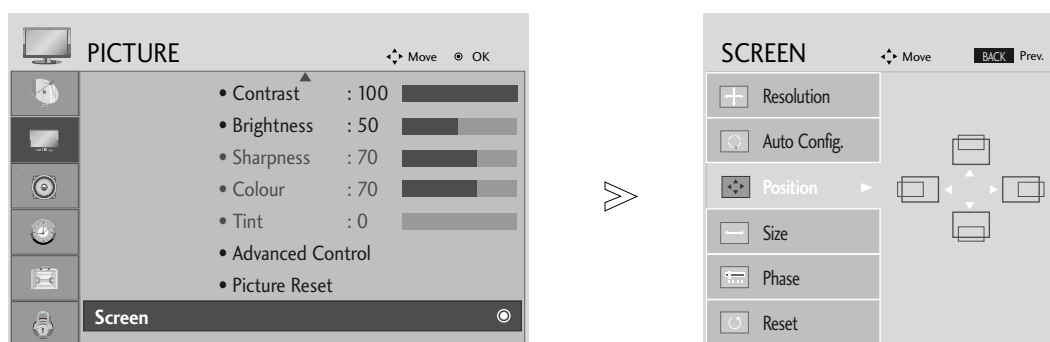 PICTURE
Move OK
• Contrast : 100
• Brightness : 50
• Sharpness : 70
• Colour : 70
• Tint : 0
• Advanced Control
• Picture Reset
Screen
SCREEN
Move BACK Prev.
Resolution
Auto Config.
Position
Size
Phase
Reset